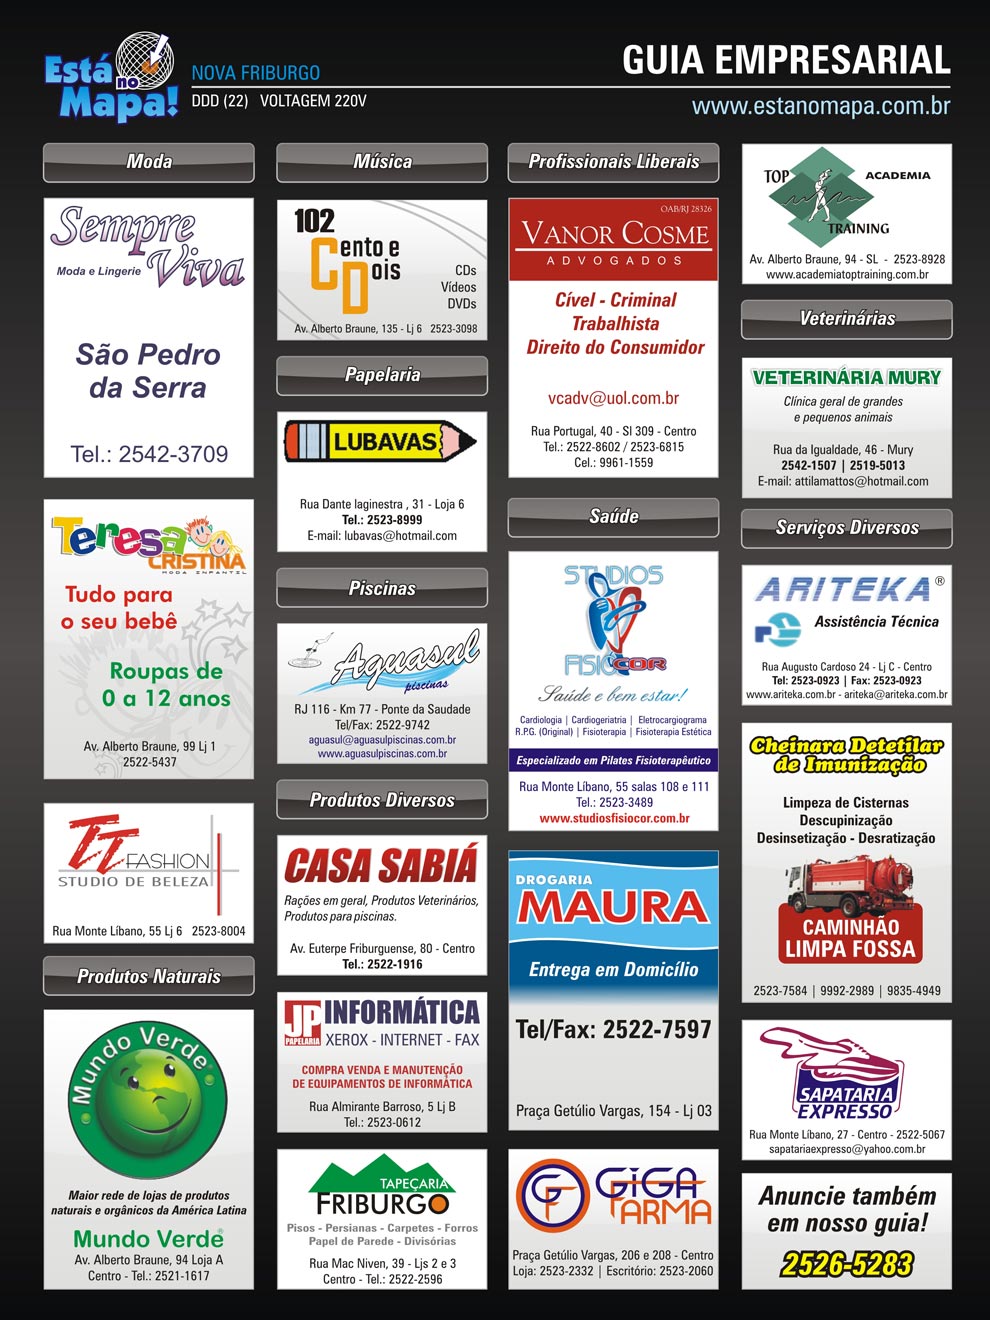 Está no Mapa!
NOVA FRIBURGO
DDD (22) VOLTAGEM 220V
GUIA EMPRESARIAL
www.estanomapa.com.br
Moda
Sempre
Viva
Moda e Lingerie
São Pedro
da Serra
Tel.: 2542-3709
Teresa
CRISTINA
MODA INFANTIL
Tudo para
o seu bebê
Roupas de
0 a 12 anos
Av. Alberto Braune, 99 Lj 1
2522-5437
TT FASHION
STUDIO DE BELEZA
Rua Monte Líbano, 55 Lj 6 2523-8004
Produtos Naturais
Mundo Verde
Maior rede de lojas de produtos
naturais e orgânicos da América Latina
Mundo Verde
Av. Alberto Braune, 94 Loja A
Centro - Tel.: 2521-1617
Música
102
Cento e
Dois
CD
CDs
Vídeos
DVDs
Av. Alberto Braune, 135 - Lj 6 2523-3098
Papelaria
LUBAVAS
Rua Dante laginestra , 31 - Loja 6
Tel.: 2523-8999
E-mail: lubavas@hotmail.com
Piscinas
Aguasul
piscinas
RJ 116 - Km 77 - Ponte da Saudade
Tel/Fax: 2522-9742
aguasul@aguasulpiscinas.com.br
www.aguasulpiscinas.com.br
Produtos Diversos
CASA SABIÁ
Rações em geral, Produtos Veterinários,
Produtos para piscinas.
Av. Euterpe Friburguense, 80 - Centro
Tel.: 2522-1916
JP PAPELARIA
INFORMÁTICA
XEROX - INTERNET - FAX
COMPRA VENDA E MANUTENÇÃO
DE EQUIPAMENTOS DE INFORMÁTICA
Rua Almirante Barroso, 5 Lj B
Tel.: 2523-0612
TAPEÇARIA
FRIBURGO
Pisos - Persianas - Carpetes - Forros
Papel de Parede - Divisórias
Rua Mac Niven, 39 - Ljs 2 e 3
Centro - Tel.: 2522-2596
Profissionais Liberais
OAB/RJ 28326
VANOR COSME
ADVOGADOS
Cível - Criminal
Trabalhista
Direito do Consumidor
vcadv@uol.com.br
Rua Portugal, 40 - Sl 309 - Centro
Tel.: 2522-8602 / 2523-6815
Cel.: 9961-1559
Saúde
STUDIOS
FISIOCOR
Saúde e bem estar!
Cardiologia | Cardiogeriatria | Eletrocargiograma
R.P.G. (Original) | Fisioterapia | Fisioterapia Estética
Especializado em Pilates Fisioterapêutico
Rua Monte Líbano, 55 salas 108 e 111
Tel.: 2523-3489
www.studiosfisiocor.com.br
DROGARIA
MAURA
Entrega em Domicílio
Tel/Fax: 2522-7597
Praça Getúlio Vargas, 154 - Lj 03
GF
GIGA
FARMA
Praça Getúlio Vargas, 206 e 208 - Centro
Loja: 2523-2332 | Escritório: 2523-2060
TOP ACADEMIA
TRAINING
Av. Alberto Braune, 94 - SL - 2523-8928
www.academiatoptraining.com.br
Veterinárias
VETERINÁRIA MURY
Clínica geral de grandes
e pequenos animais
Rua da Igualdade, 46 - Mury
2542-1507 | 2519-5013
E-mail: attilamattos@hotmail.com
Serviços Diversos
ARITEKA®
Assistência Técnica
Rua Augusto Cardoso 24 - Lj C - Centro
Tel: 2523-0923 | Fax: 2523-0923
www.ariteka.com.br - ariteka@ariteka.com.br
Cheinara Detetilar
de Imunização
Limpeza de Cisternas
Descupinização
Desinsetização - Desratização
CAMINHÃO
LIMPA FOSSA
2523-7584 | 9992-2989 | 9835-4949
SAPATARIA
EXPRESSO
Rua Monte Líbano, 27 - Centro - 2522-5067
sapatariaexpresso@yahoo.com.br
Anuncie também
em nosso guia!
2526-5283